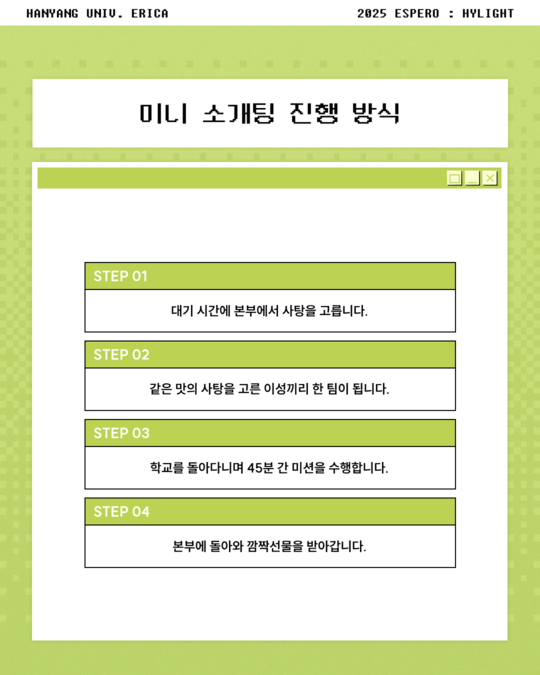 HANYANG UNIV. ERICA
2025 ESPERO : HYLIGHT
미니 소개팅 진행 방식
STEP 01
대기 시간에 본부에서 사탕을 고릅니다.
STEP 02
같은 맛의 사탕을 고른 이성끼리 한 팀이 됩니다.
STEP 03
학교를 돌아다니며 45분 간 미션을 수행합니다.
STEP 04
본부에 돌아와 깜짝선물을 받아갑니다.